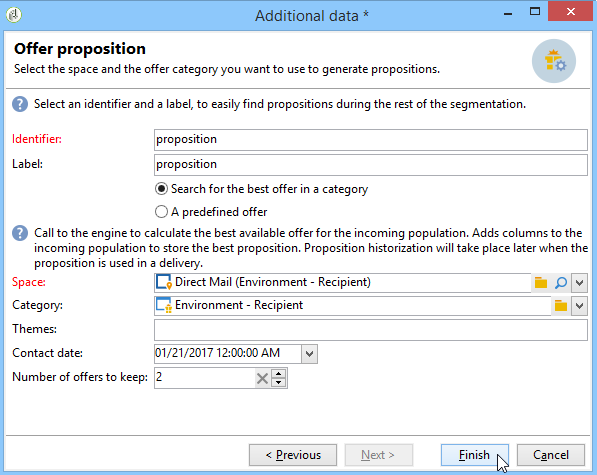 Additional data *
Offer proposition
Select the space and the offer category you want to use to generate propositions.
Select an identifier and a label, to easily find propositions during the rest of the segmentation.
Identifier: proposition
Label: proposition
Search for the best offer in a category
A predefined offer
Call to the engine to calculate the best available offer for the incoming population. Adds columns to the
incoming population to store the best proposition. Proposition historization will take place later when the
proposition is used in a delivery.
Space: Direct Mail (Environment - Recipient)
Category: Environment - Recipient
Themes:
Contact date: 01/21/2017 12:00:00 AM
Number of offers to keep: 2
< Previous Next > Finish Cancel